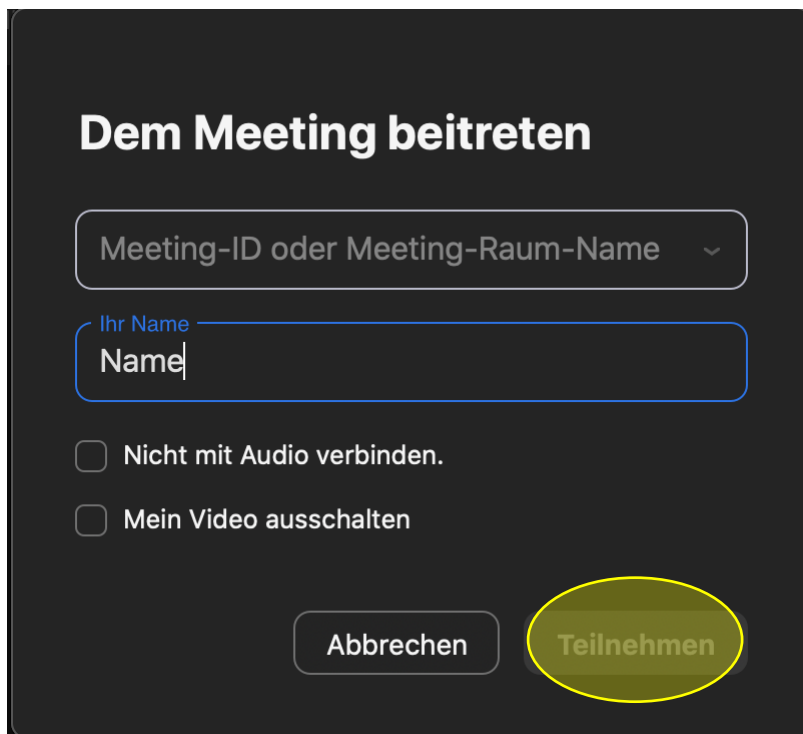 Dem Meeting beitreten
Meeting-ID oder Meeting-Raum-Name
Ihr Name
Name
Nicht mit Audio verbinden.
Mein Video ausschalten
Abbrechen
Teilnehmen